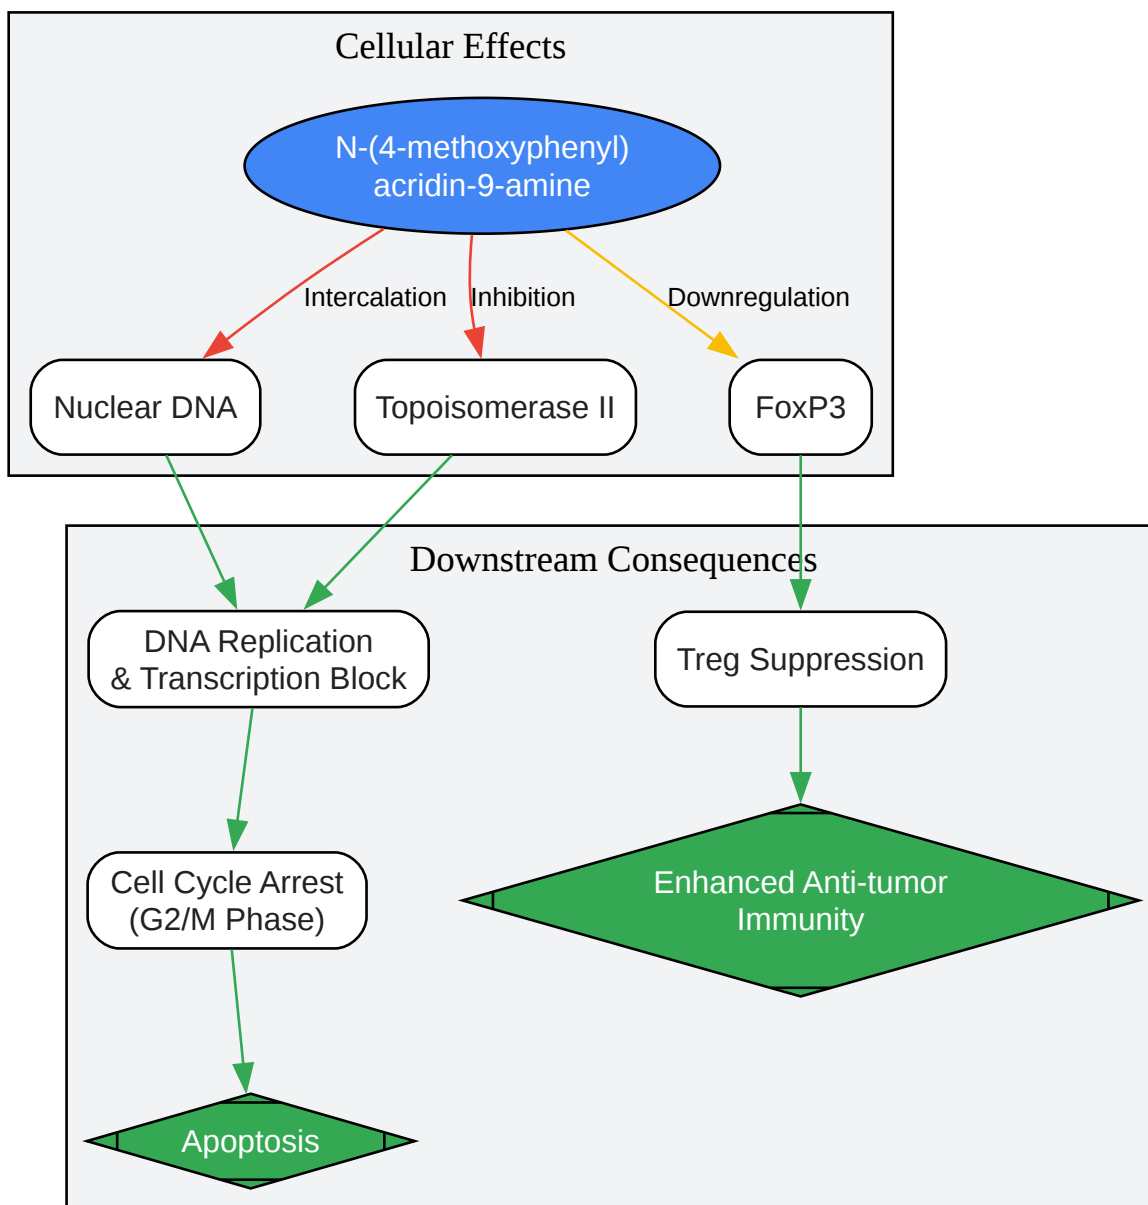 Cellular Effects
N-(4-methoxyphenyl)
acridin-9-amine
Intercalation
Inhibition
Downregulation
Nuclear DNA
Topoisomerase II
FoxP3
Downstream Consequences
DNA Replication
& Transcription Block
Treg Suppression
Cell Cycle Arrest
(G2/M Phase)
Enhanced Anti-tumor
Immunity
Apoptosis